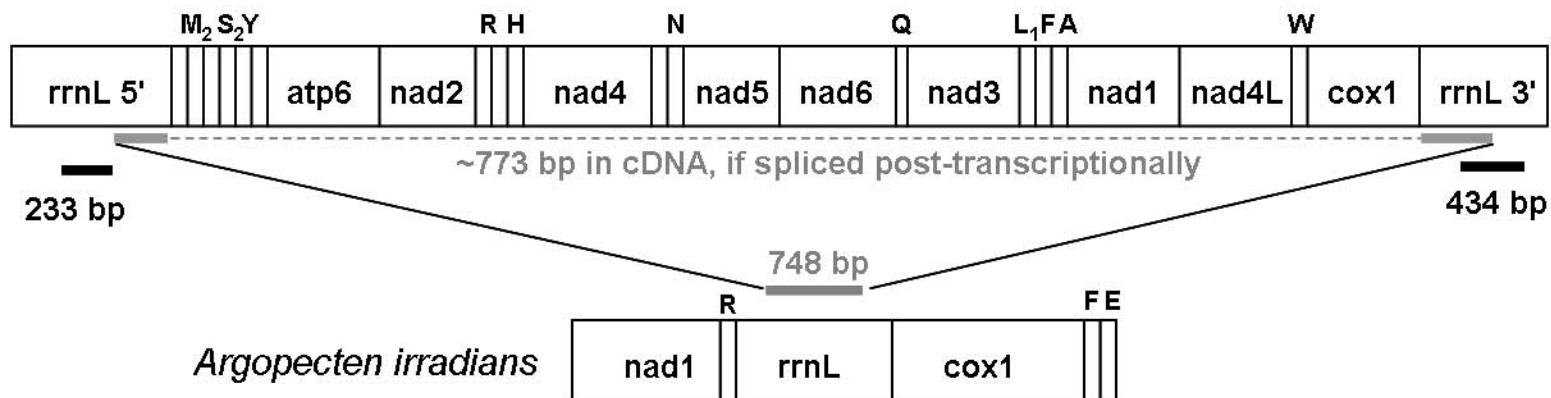 M₂ S₂ Y R H N Q L₁ F A W
rrnL 5' atp6 nad2 nad4 nad5 nad6 nad3 nad1 nad4L cox1 rrnL 3'
~773 bp in cDNA, if spliced post-transcriptionally
233 bp 434 bp
748 bp
R F E
Argopecten irradians nad1 rrnL cox1